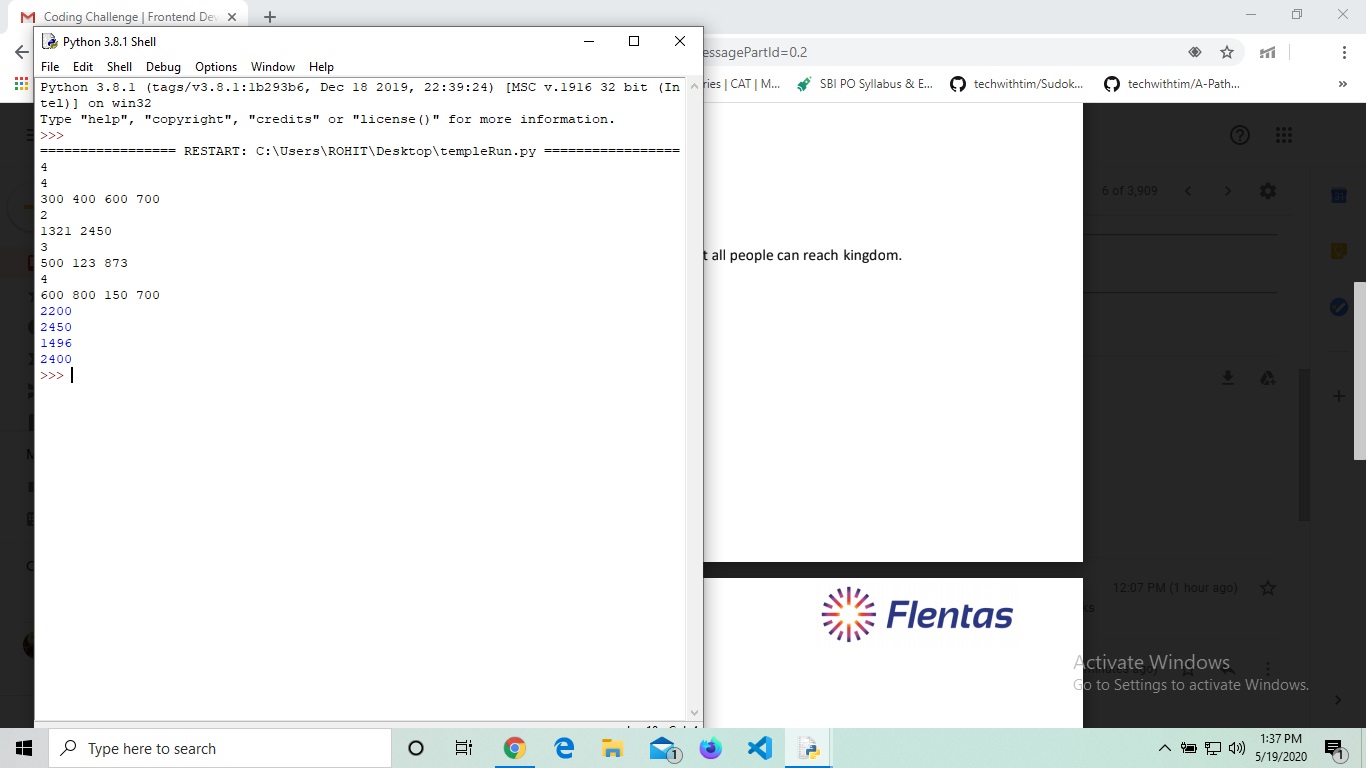 Coding Challenge | Frontend De
Python 3.8.1 Shell
essagePartId=0.2
File Edit Shell Debug Options Window Help
ries | CAT | M...
SBI PO Syllabus & E...
techwithtim/Sudok...
techwithtim/A-Path...
»
Python 3.8.1 (tags/v3.8.1:1b293b6, Dec 18 2019, 22:39:24) [MSC v.1916 32 bit (In
tel)] on win32
Type "help", "copyright", "credits" or "license()" for more information.
>>>
================= RESTART: C:\Users\ROHIT\Desktop\templeRun.py =================
4
4
300 400 600 700
2
1321 2450
3
500 123 873
4
600 800 150 700
2200
2450
1496
2400
>>>
6 of 3,909
t all people can reach kingdom.
12:07 PM (1 hour ago)
ks
Flentas
Activate Windows
Go to Settings to activate Windows.
Type here to search
1
1:37 PM
5/19/2020
1